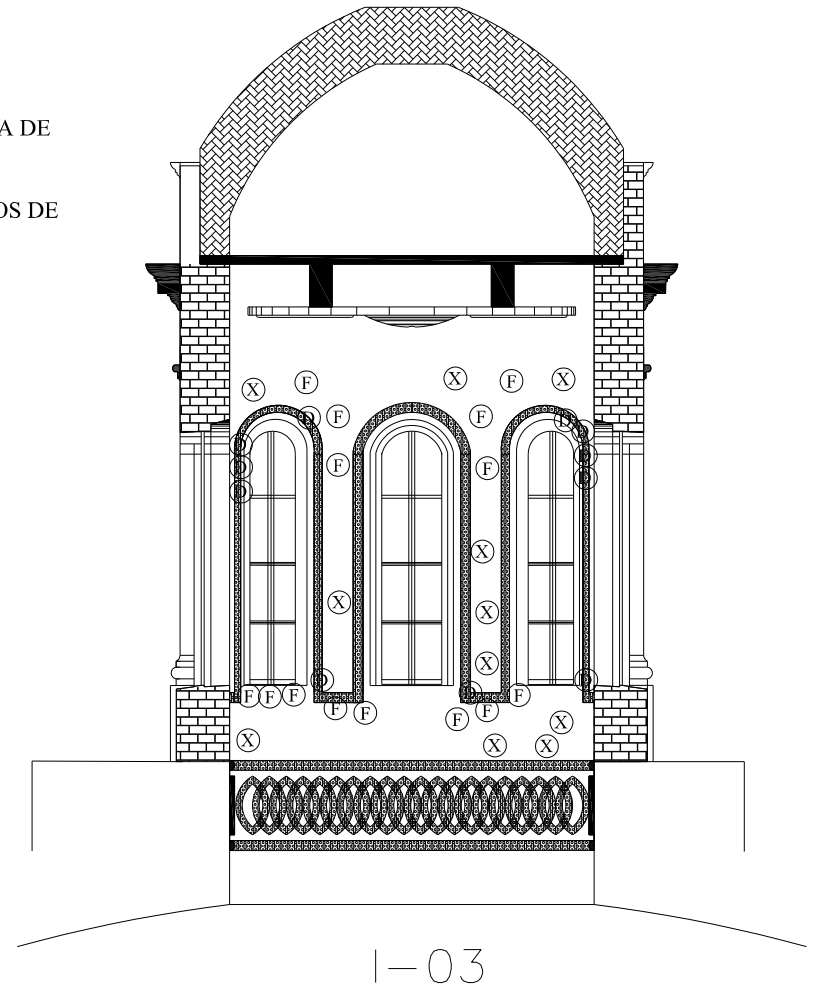 A DE
OS DE
X F X F X
D F F D
D D
D F F D
D D
X
X X
X
D D
F F F D F
F F F F
X X X X
I-03